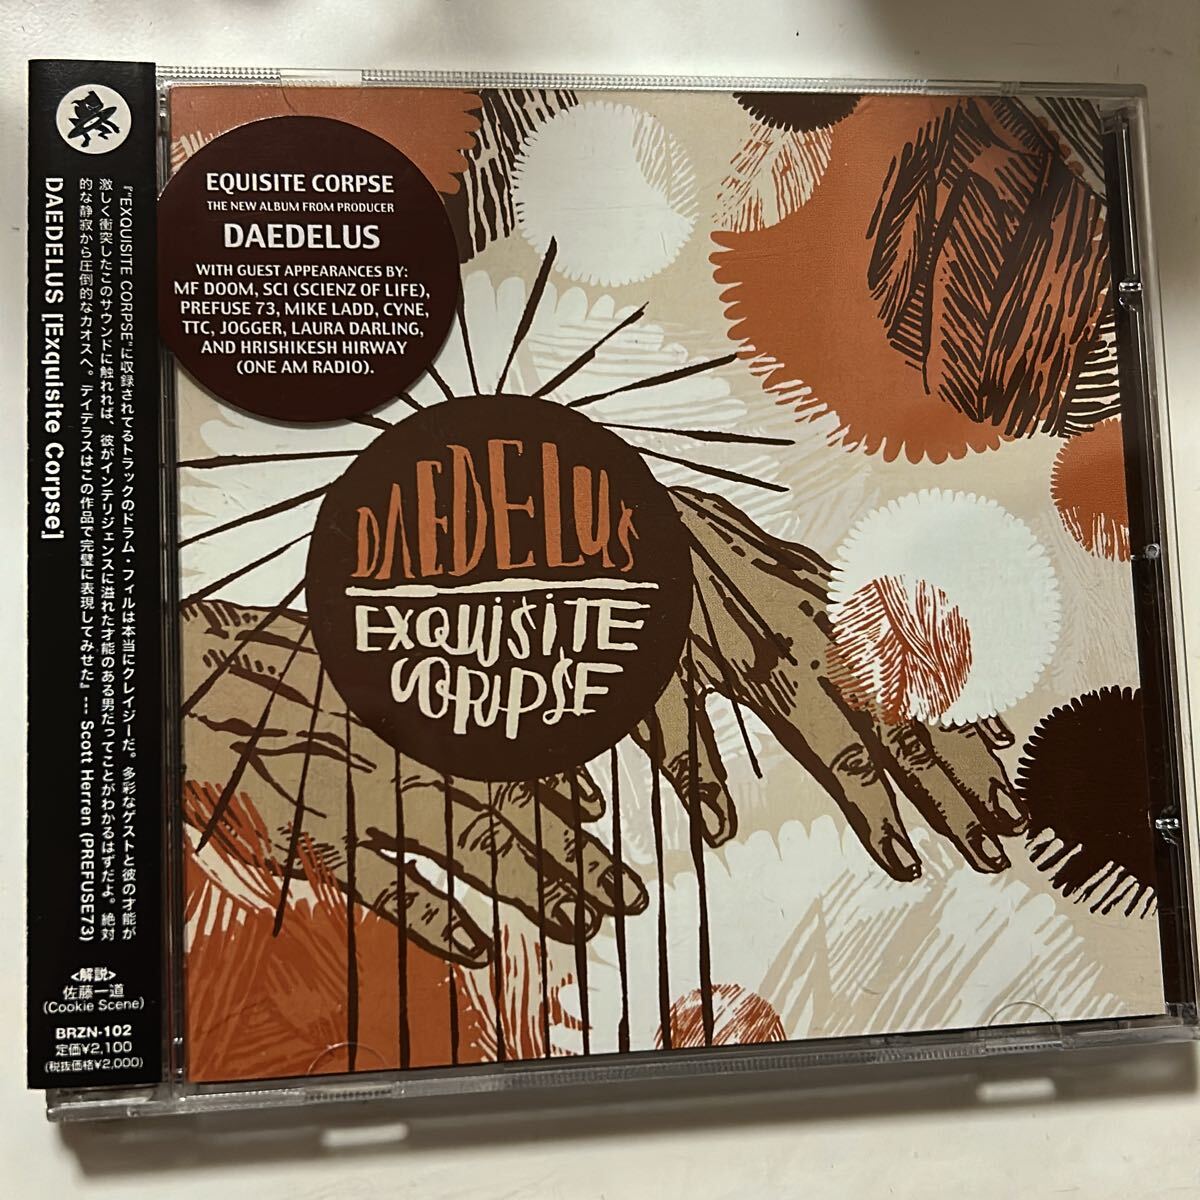 DAEDELUS [Exquisite Corpse]
『"EXQUISITE CORPSE"に収録されてるトラックのドラム・フィルは本当にクレイジーだ。多彩なゲストと彼の才能が
激しく衝突したこのサウンドに触れれば、彼がインテリジェンスに溢れた才能のある男だってことがわかるはずだよ。絶対
的な静寂から圧倒的なカオスへ。デイデラスはこの作品で完璧に表現してみせた』--- Scott Herren (PREFUSE73)
<解説>
佐藤一道
(Cookie Scene)
BRZN-102
定価¥2,100
(税抜価格¥2,000)
EQUISITE CORPSE
THE NEW ALBUM FROM PRODUCER
DAEDELUS
WITH GUEST APPEARANCES BY:
MF DOOM, SCI (SCIENZ OF LIFE),
PREFUSE 73, MIKE LADD, CYNE,
TTC, JOGGER, LAURA DARLING,
AND HRISHIKESH HIRWAY
(ONE AM RADIO).
DAEDELUS
EXQUISITE
CORPSE